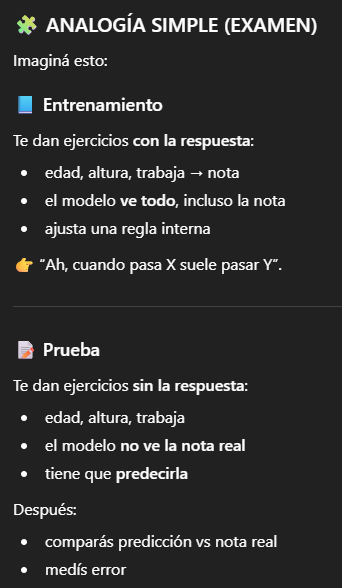 🧩 ANALOGÍA SIMPLE (EXAMEN)
Imaginá esto:
📘 Entrenamiento
Te dan ejercicios con la respuesta:
• edad, altura, trabaja → nota
• el modelo ve todo, incluso la nota
• ajusta una regla interna
👉 “Ah, cuando pasa X suele pasar Y”.
📝 Prueba
Te dan ejercicios sin la respuesta:
• edad, altura, trabaja
• el modelo no ve la nota real
• tiene que predecirla
Después:
• comparás predicción vs nota real
• medís error